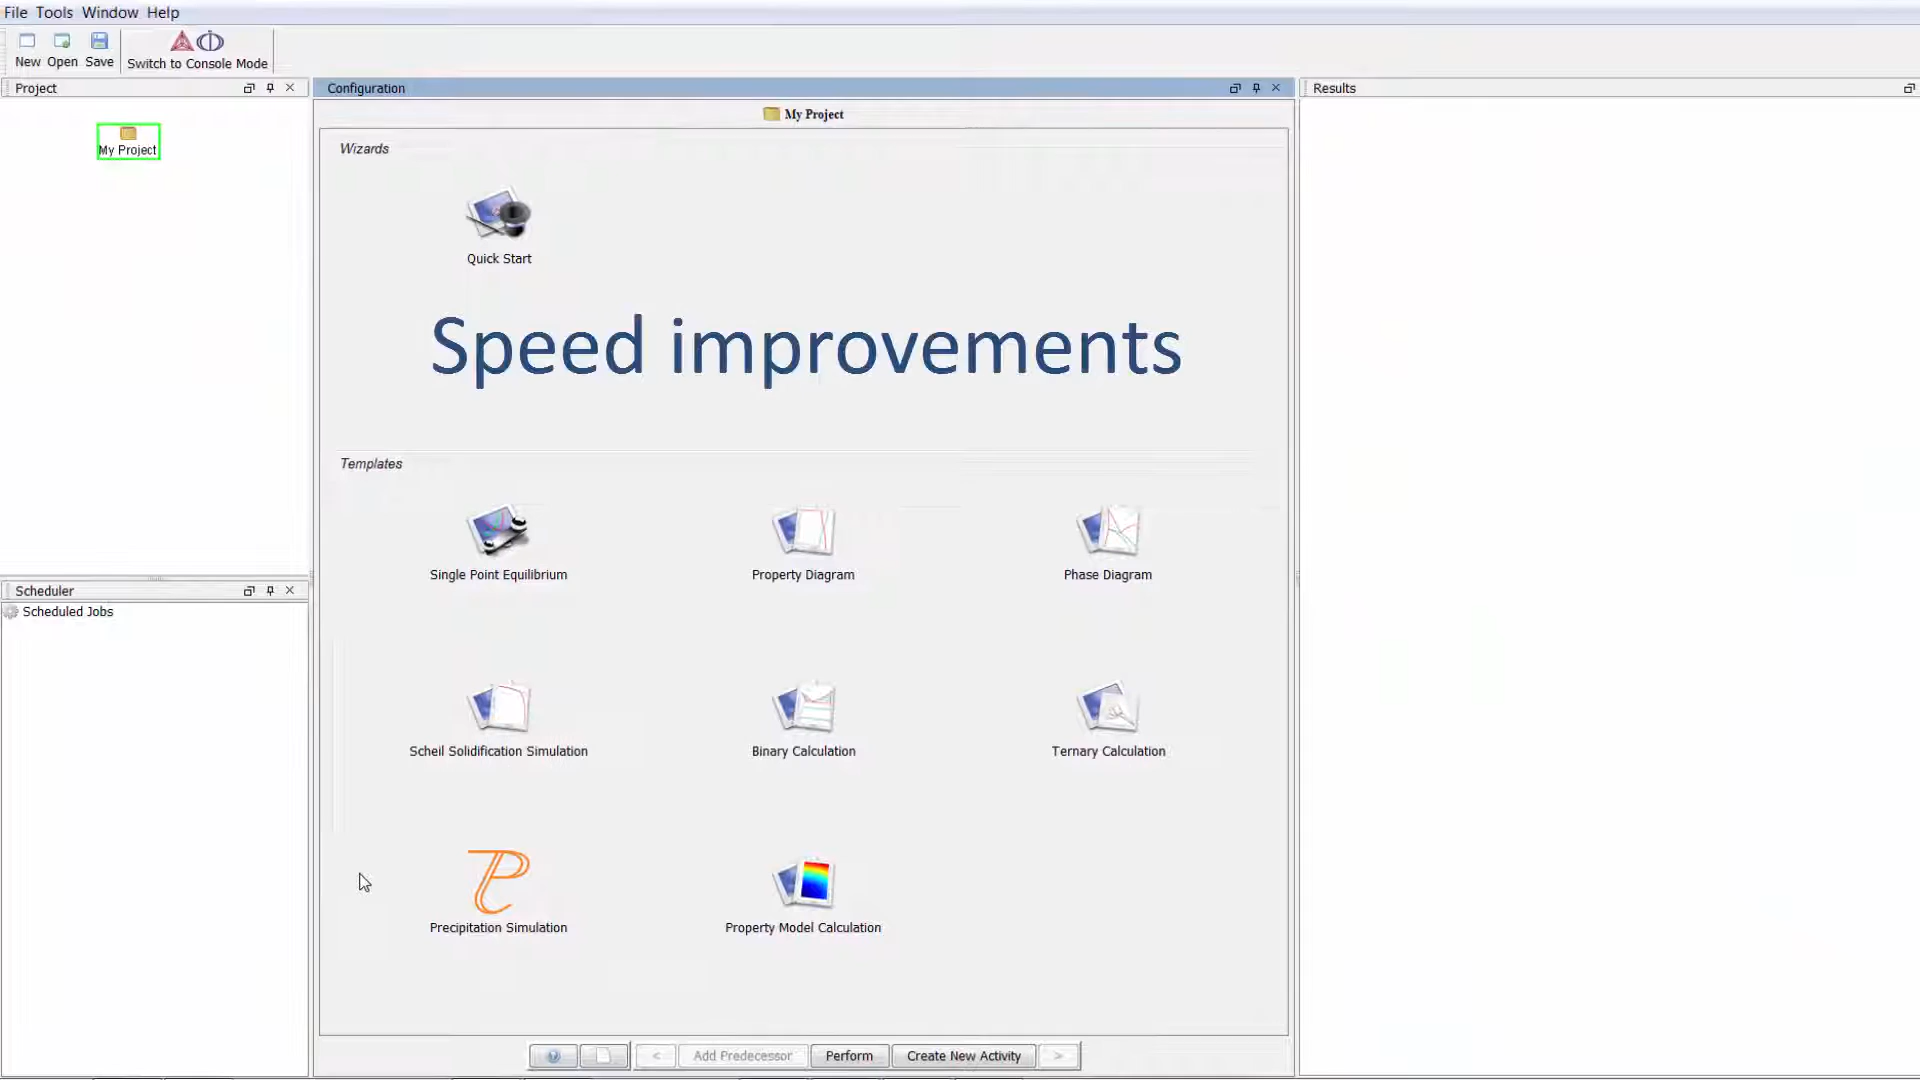 File Tools Window Help
New Open Save Switch to Console Mode
Project
Configuration
Results
My Project
My Project
Wizards
Quick Start
Speed improvements
Templates
Single Point Equilibrium
Property Diagram
Phase Diagram
Scheduler
Scheduled Jobs
Scheil Solidification Simulation
Binary Calculation
Ternary Calculation
Precipitation Simulation
Property Model Calculation
< Add Predecessor Perform Create New Activity >